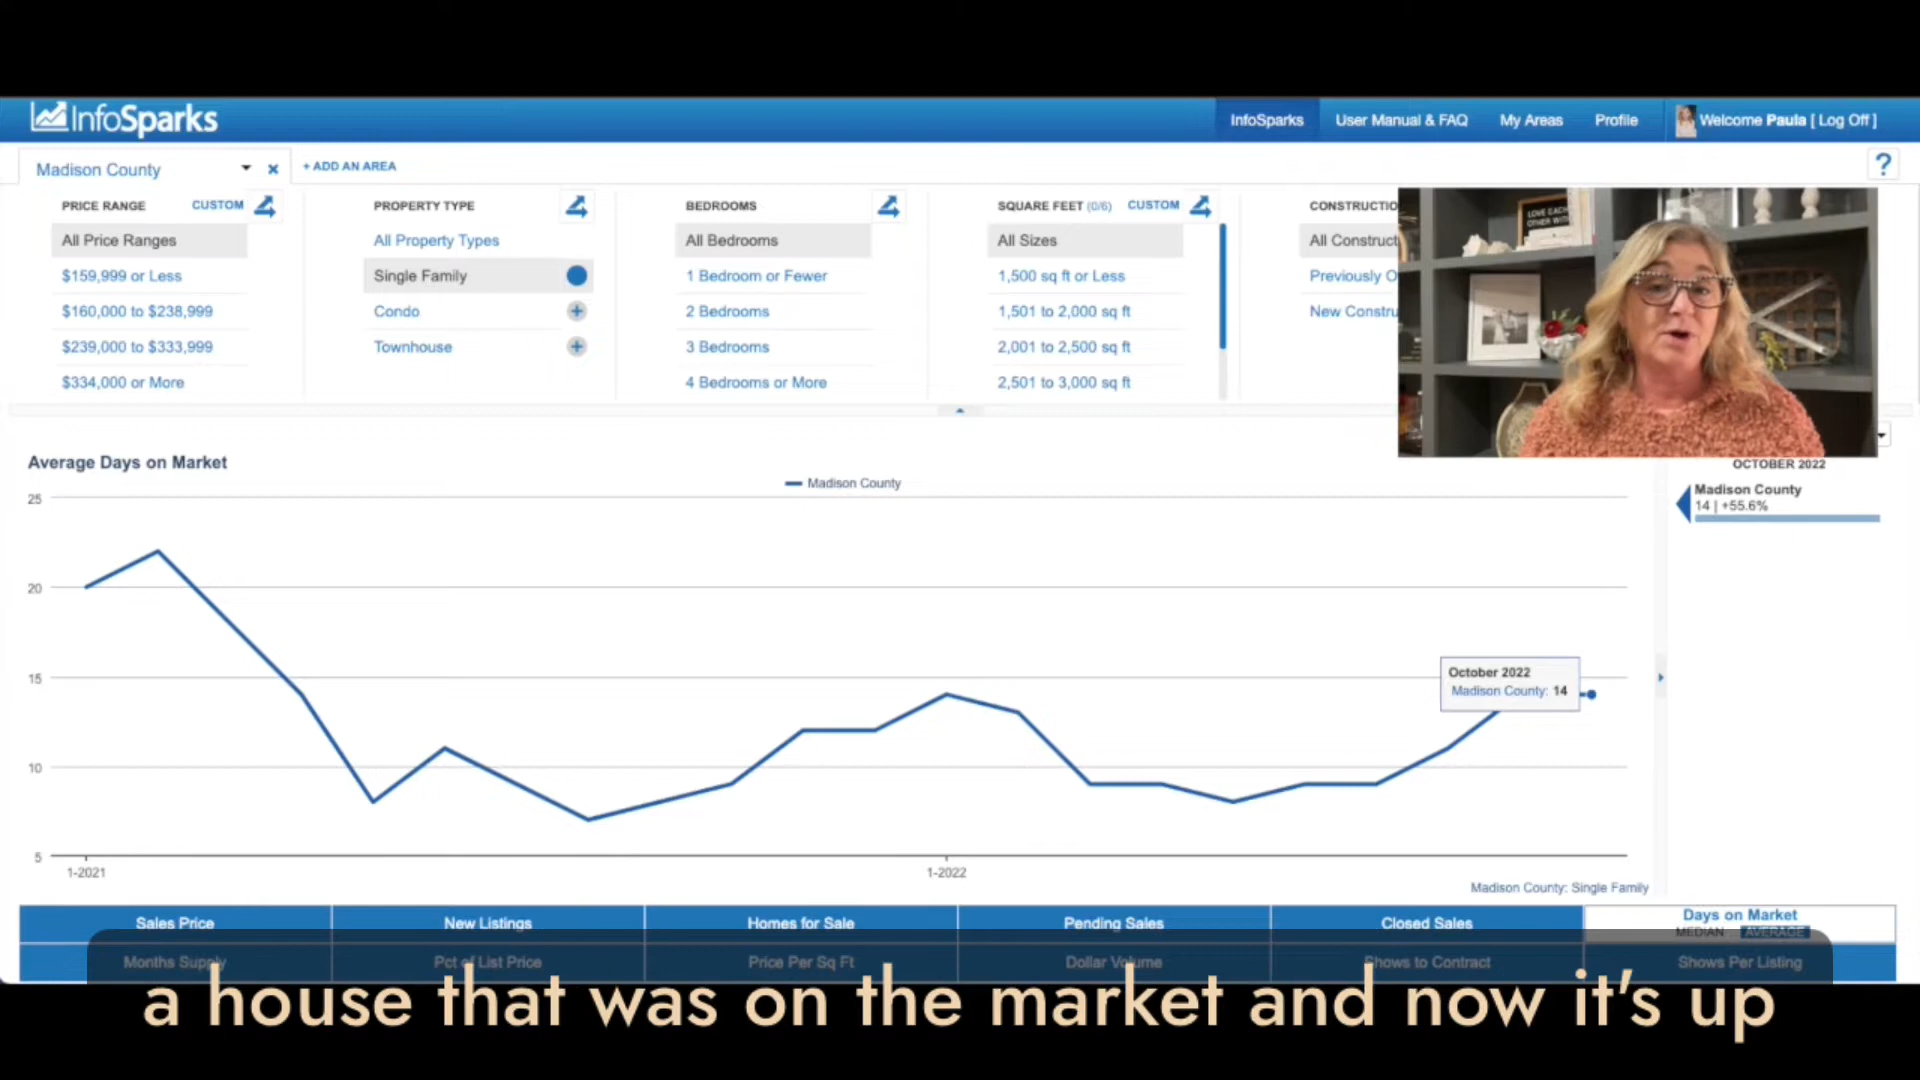 InfoSparks
InfoSparks
User Manual & FAQ
My Areas
Profile
Welcome Paula [ Log Off ]
Madison County
+ ADD AN AREA
?
PRICE RANGE
CUSTOM
All Price Ranges
$159,999 or Less
$160,000 to $238,999
$239,000 to $333,999
$334,000 or More
PROPERTY TYPE
All Property Types
Single Family
Condo
Townhouse
BEDROOMS
All Bedrooms
1 Bedroom or Fewer
2 Bedrooms
3 Bedrooms
4 Bedrooms or More
SQUARE FEET (0/6)
CUSTOM
All Sizes
1,500 sq ft or Less
1,501 to 2,000 sq ft
2,001 to 2,500 sq ft
2,501 to 3,000 sq ft
CONSTRUCTIO
All Construct
Previously O
New Constru
LOVE EACH
OTHER WITH
Average Days on Market
Madison County
OCTOBER 2022
Madison County
14 | +55.6%
25
20
15
10
5
October 2022
Madison County: 14
1-2021
1-2022
Madison County: Single Family
Sales Price
New Listings
Homes for Sale
Pending Sales
Closed Sales
Days on Market
MEDIAN
AVERAGE
Months Supply
Pct of List Price
Price Per Sq Ft
Dollar Volume
Shows to Contract
Shows Per Listing
a house that was on the market and now it's up